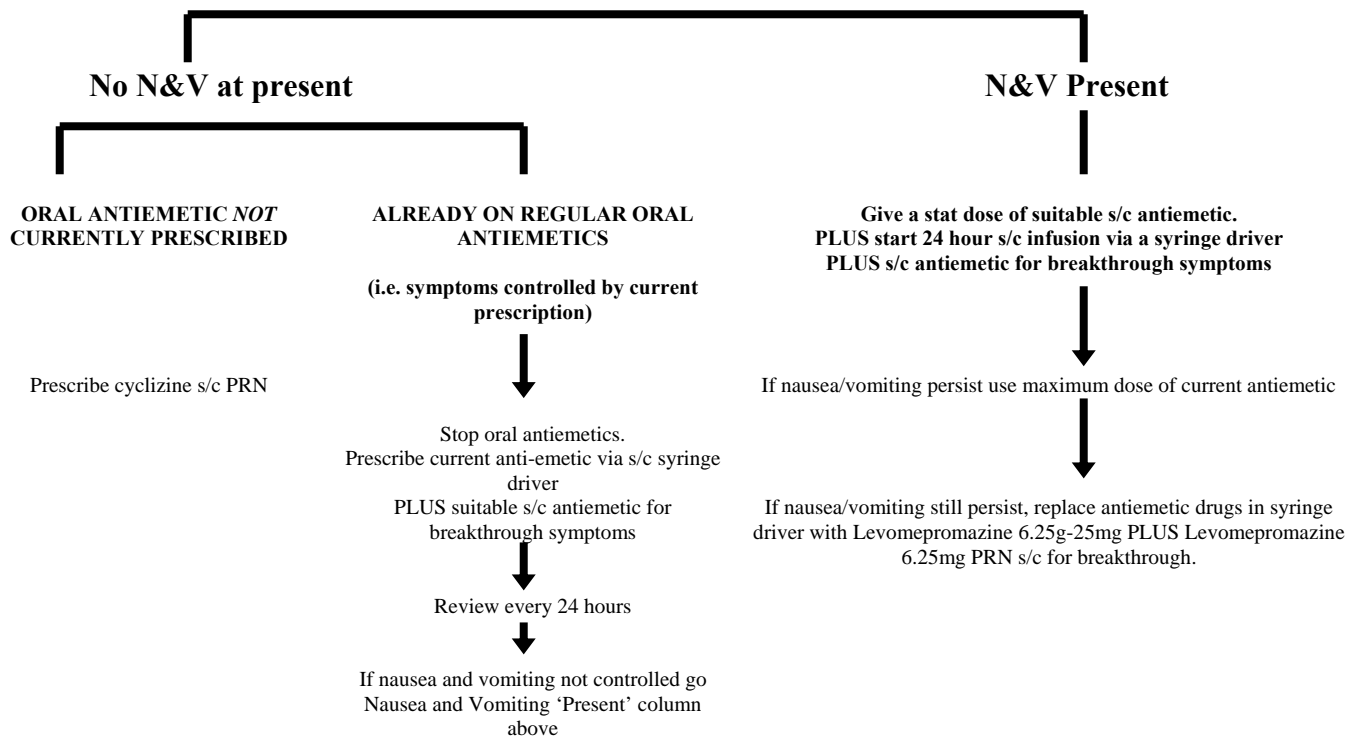 No N&V at present
N&V Present
ORAL ANTIEMETIC NOT
CURRENTLY PRESCRIBED
ALREADY ON REGULAR ORAL
ANTIEMETICS
(i.e. symptoms controlled by current
prescription)
Give a stat dose of suitable s/c antiemetic.
PLUS start 24 hour s/c infusion via a syringe driver
PLUS s/c antiemetic for breakthrough symptoms
Prescribe cyclizine s/c PRN
Stop oral antiemetics.
Prescribe current anti-emetic via s/c syringe
driver
PLUS suitable s/c antiemetic for
breakthrough symptoms
Review every 24 hours
If nausea and vomiting not controlled go
Nausea and Vomiting ‘Present’ column
above
If nausea/vomiting persist use maximum dose of current antiemetic
If nausea/vomiting still persist, replace antiemetic drugs in syringe
driver with Levomepromazine 6.25g-25mg PLUS Levomepromazine
6.25mg PRN s/c for breakthrough.